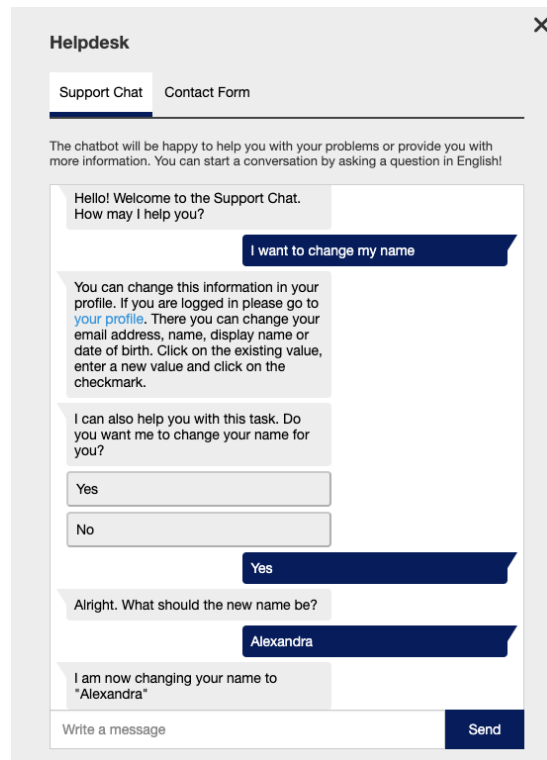 Helpdesk
Support Chat
Contact Form
The chatbot will be happy to help you with your problems or provide you with
more information. You can start a conversation by asking a question in English!
Hello! Welcome to the Support Chat.
How may I help you?
I want to change my name
You can change this information in your
profile. If you are logged in please go to
your profile. There you can change your
email address, name, display name or
date of birth. Click on the existing value,
enter a new value and click on the
checkmark.
I can also help you with this task. Do
you want me to change your name for
you?
Yes
No
Yes
Alright. What should the new name be?
Alexandra
I am now changing your name to
"Alexandra"
Write a message
Send